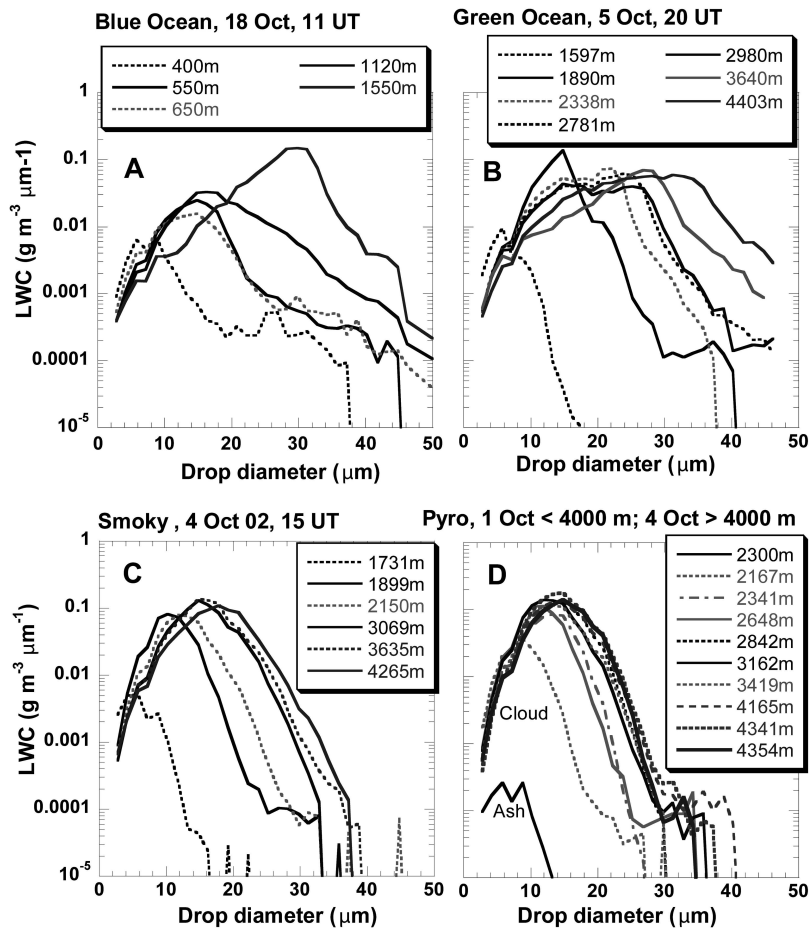 Blue Ocean, 18 Oct, 11 UT
400m
550m
650m
1120m
1550m
A
LWC (g m-3 µm-1)
1
0.1
0.01
0.001
0.0001
10-5
0 10 20 30 40 50
Drop diameter (µm)
Green Ocean, 5 Oct, 20 UT
1597m
1890m
2338m
2781m
2980m
3640m
4403m
B
0 10 20 30 40 50
Drop diameter (µm)
Smoky , 4 Oct 02, 15 UT
1731m
1899m
2150m
3069m
3635m
4265m
C
LWC (g m-3 µm-1)
1
0.1
0.01
0.001
0.0001
10-5
0 10 20 30 40 50
Drop diameter (µm)
Pyro, 1 Oct < 4000 m; 4 Oct > 4000 m
2300m
2167m
2341m
2648m
2842m
3162m
3419m
4165m
4341m
4354m
D
Cloud
Ash
0 10 20 30 40 50
Drop diameter (µm)